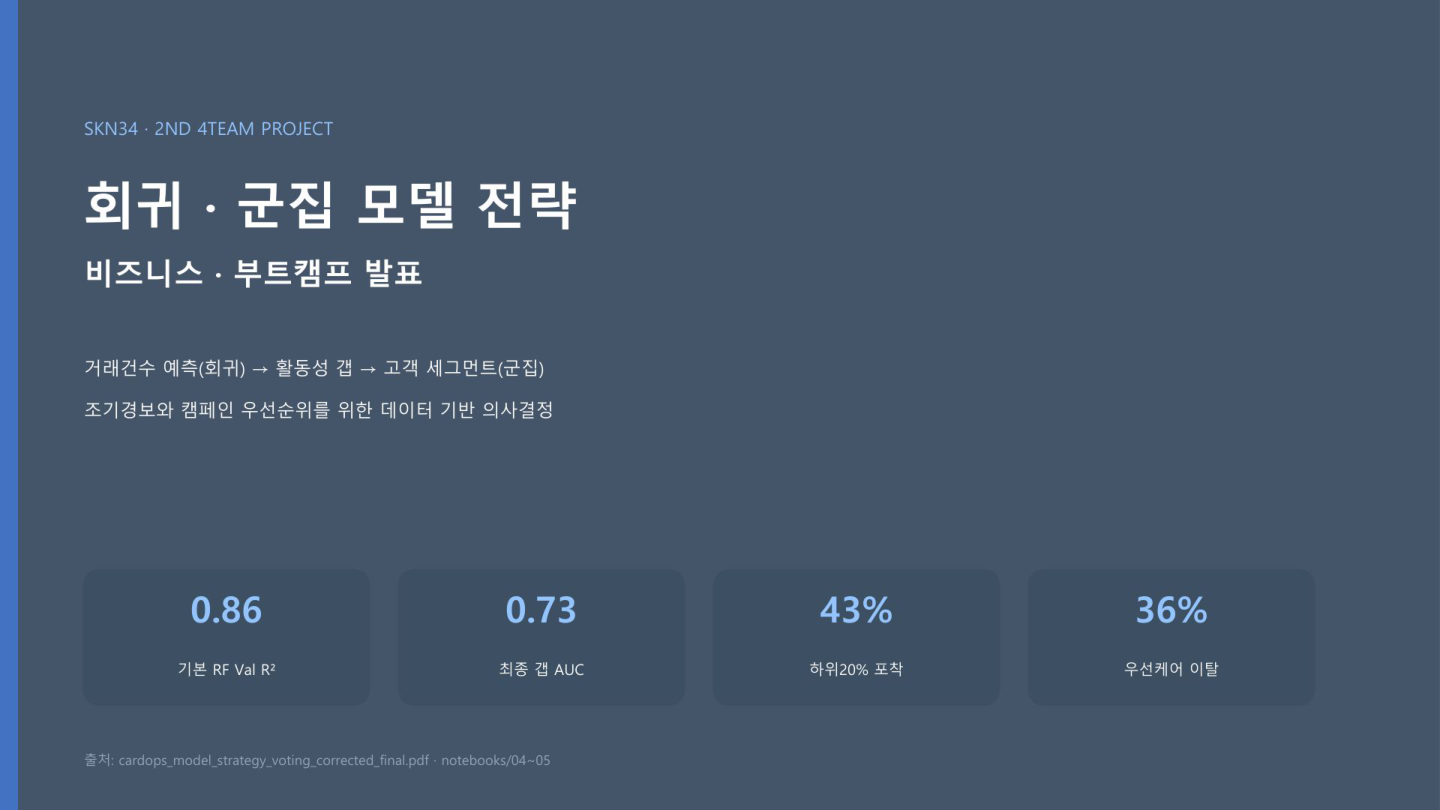 SKN34 · 2ND 4TEAM PROJECT
회귀 · 군집 모델 전략
비즈니스 · 부트캠프 발표
거래건수 예측(회귀) → 활동성 갭 → 고객 세그먼트(군집)
조기경보와 캠페인 우선순위를 위한 데이터 기반 의사결정
0.86
기본 RF Val R²
0.73
최종 갭 AUC
43%
하위20% 포착
36%
우선케어 이탈
출처: cardops_model_strategy_voting_corrected_final.pdf · notebooks/04~05